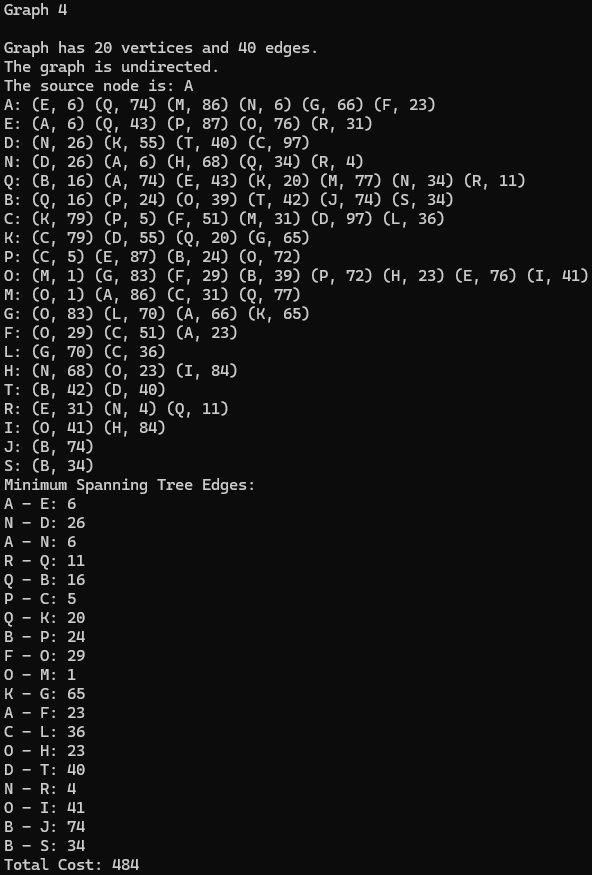 Graph 4
Graph has 20 vertices and 40 edges.
The graph is undirected.
The source node is: A
A: (E, 6) (Q, 74) (M, 86) (N, 6) (G, 66) (F, 23)
E: (A, 6) (Q, 43) (P, 87) (O, 76) (R, 31)
D: (N, 26) (K, 55) (T, 40) (C, 97)
N: (D, 26) (A, 6) (H, 68) (Q, 34) (R, 4)
Q: (B, 16) (A, 74) (E, 43) (K, 20) (M, 77) (N, 34) (R, 11)
B: (Q, 16) (P, 24) (O, 39) (T, 42) (J, 74) (S, 34)
C: (K, 79) (P, 5) (F, 51) (M, 31) (D, 97) (L, 36)
K: (C, 79) (D, 55) (Q, 20) (G, 65)
P: (C, 5) (E, 87) (B, 24) (O, 72)
O: (M, 1) (G, 83) (F, 29) (B, 39) (P, 72) (H, 23) (E, 76) (I, 41)
M: (O, 1) (A, 86) (C, 31) (Q, 77)
G: (O, 83) (L, 70) (A, 66) (K, 65)
F: (O, 29) (C, 51) (A, 23)
L: (G, 70) (C, 36)
H: (N, 68) (O, 23) (I, 84)
T: (B, 42) (D, 40)
R: (E, 31) (N, 4) (Q, 11)
I: (O, 41) (H, 84)
J: (B, 74)
S: (B, 34)
Minimum Spanning Tree Edges:
A - E: 6
N - D: 26
A - N: 6
R - Q: 11
Q - B: 16
P - C: 5
Q - K: 20
B - P: 24
F - O: 29
O - M: 1
K - G: 65
A - F: 23
C - L: 36
O - H: 23
D - T: 40
N - R: 4
O - I: 41
B - J: 74
B - S: 34
Total Cost: 484